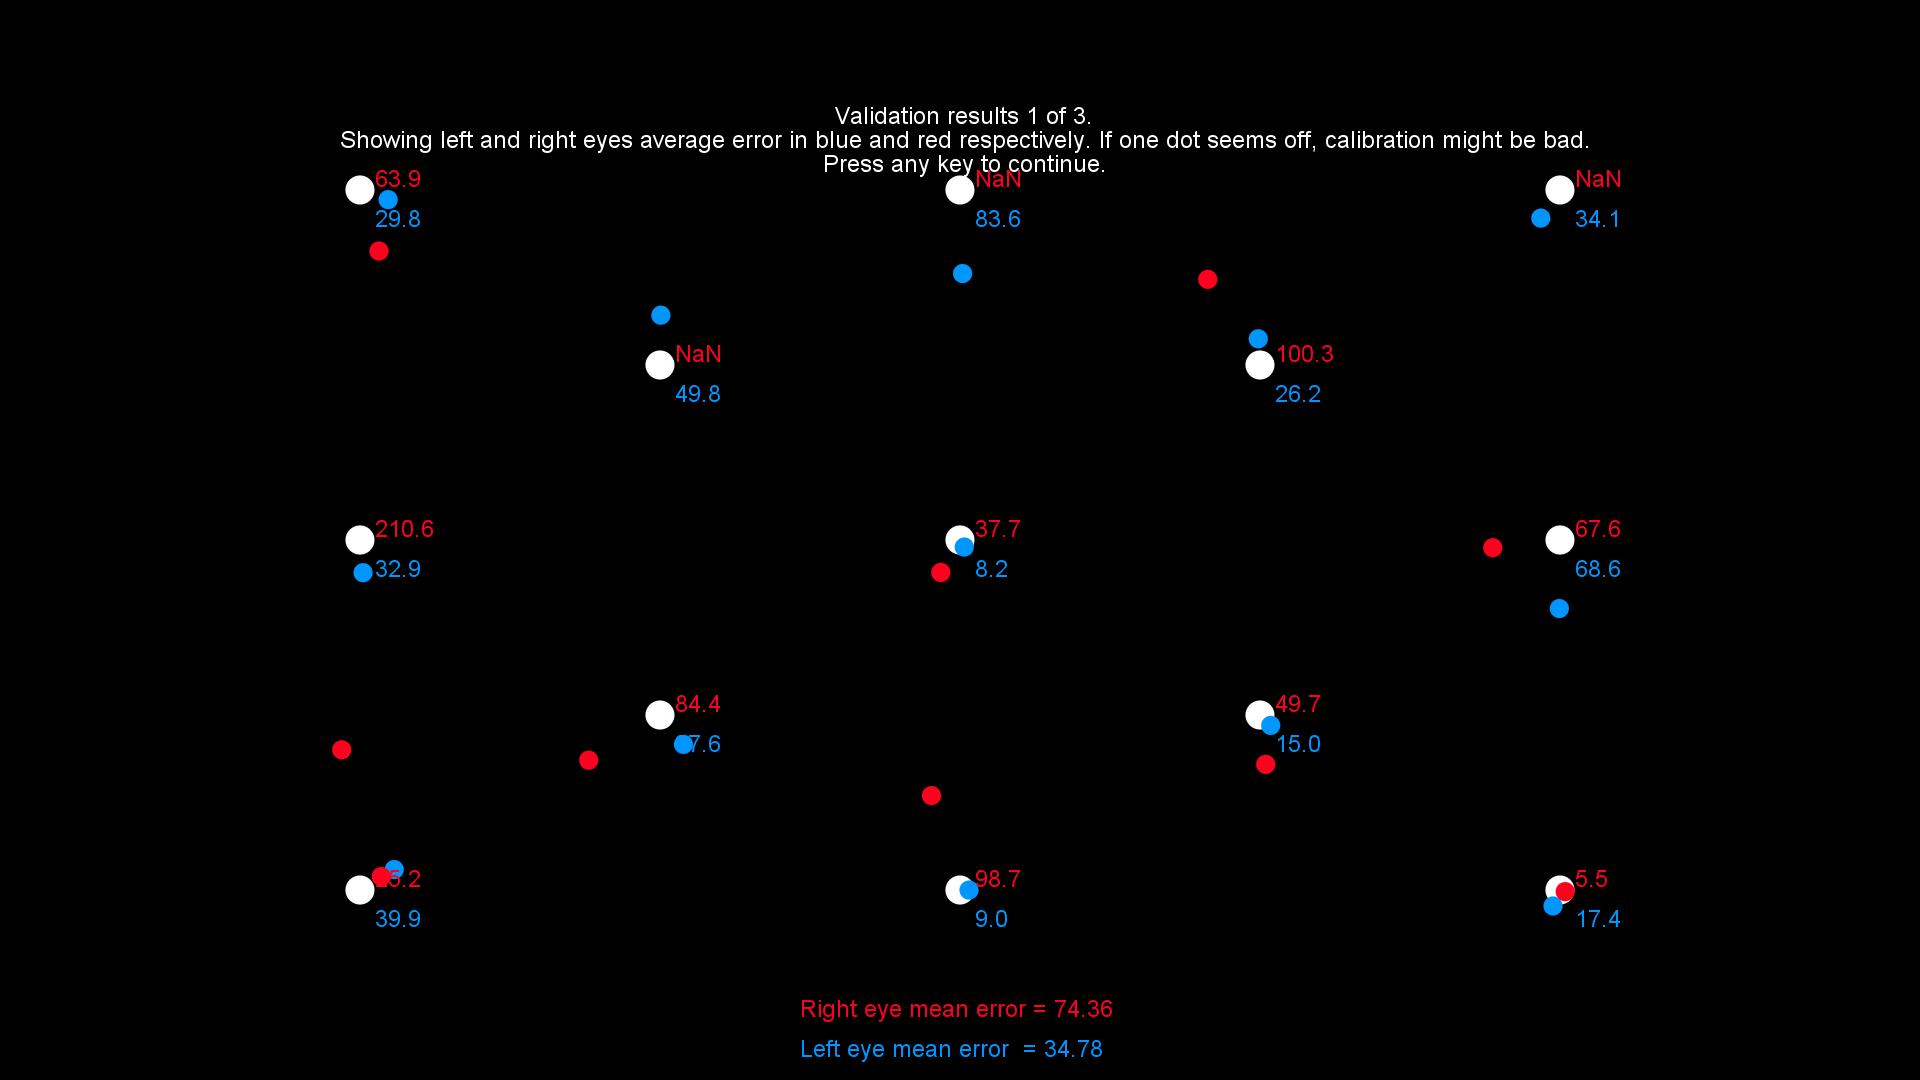 Validation results 1 of 3.
Showing left and right eyes average error in blue and red respectively. If one dot seems off, calibration might be bad.
Press any key to continue.
63.9 NaN NaN
29.8 83.6 34.1
NaN 100.3
49.8 26.2
210.6 37.7 67.6
32.9 8.2 68.6
84.4 49.7
7.6 15.0
5.2 98.7 5.5
39.9 9.0 17.4
Right eye mean error = 74.36
Left eye mean error = 34.78